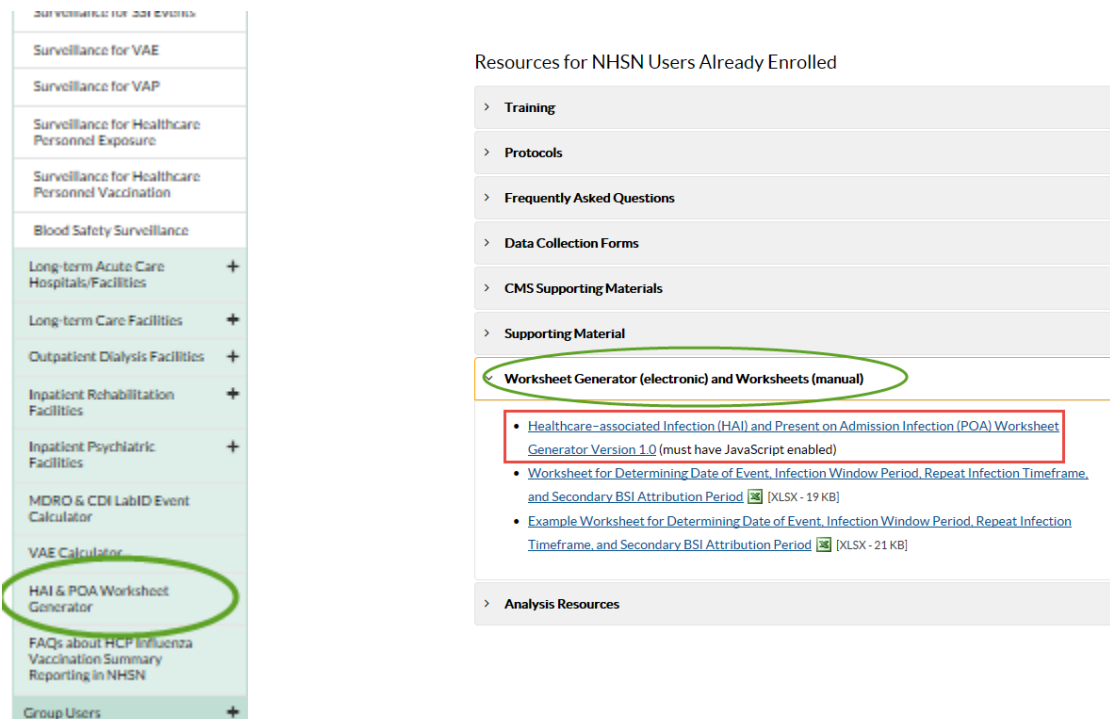 Surveillance for SSI Events
Surveillance for VAE
Surveillance for VAP
Surveillance for Healthcare
Personnel Exposure
Surveillance for Healthcare
Personnel Vaccination
Blood Safety Surveillance
Long-term Acute Care
Hospitals/Facilities
Long-term Care Facilities
Outpatient Dialysis Facilities
Inpatient Rehabilitation
Facilities
Inpatient Psychiatric
Facilities
MDRO & CDI LabID Event
Calculator
VAE Calculator
HAI & POA Worksheet
Generator
FAQs about HCP Influenza
Vaccination Summary
Reporting in NHSN
Group Users
Resources for NHSN Users Already Enrolled
Training
Protocols
Frequently Asked Questions
Data Collection Forms
CMS Supporting Materials
Supporting Material
Worksheet Generator (electronic) and Worksheets (manual)
Healthcare-associated Infection (HAI) and Present on Admission Infection (POA) Worksheet
Generator Version 1.0 (must have JavaScript enabled)
Worksheet for Determining Date of Event, Infection Window Period, Repeat Infection Timeframe,
and Secondary BSI Attribution Period [XLSX - 19 KB]
Example Worksheet for Determining Date of Event, Infection Window Period, Repeat Infection
Timeframe, and Secondary BSI Attribution Period [XLSX - 21 KB]
Analysis Resources